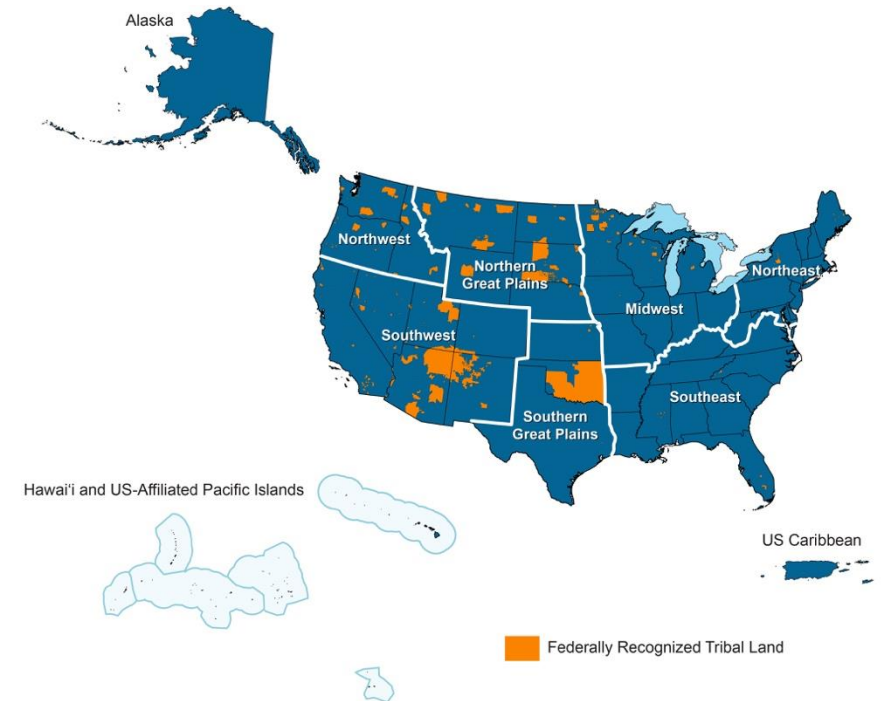 Alaska
Northwest
Northern
Great Plains
Northeast
Midwest
Southwest
Southeast
Southern
Great Plains
Hawai‘i and US-Affiliated Pacific Islands
US Caribbean
Federally Recognized Tribal Land